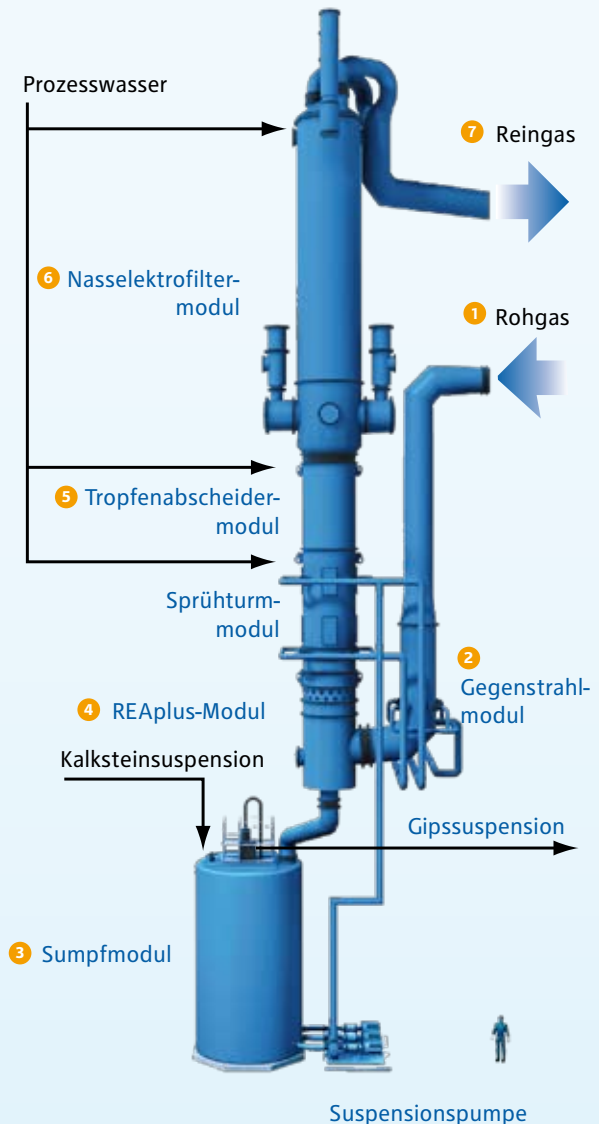 Prozesswasser
7 Reingas
6 Nasselektrofilter-
modul
1 Rohgas
5 Tropfenabscheider-
modul
Sprühturm-
modul
2
Gegenstrahl-
modul
4 REAplus-Modul
Kalksteinsuspension
Gipssuspension
3 Sumpfmodul
Suspensionspumpe